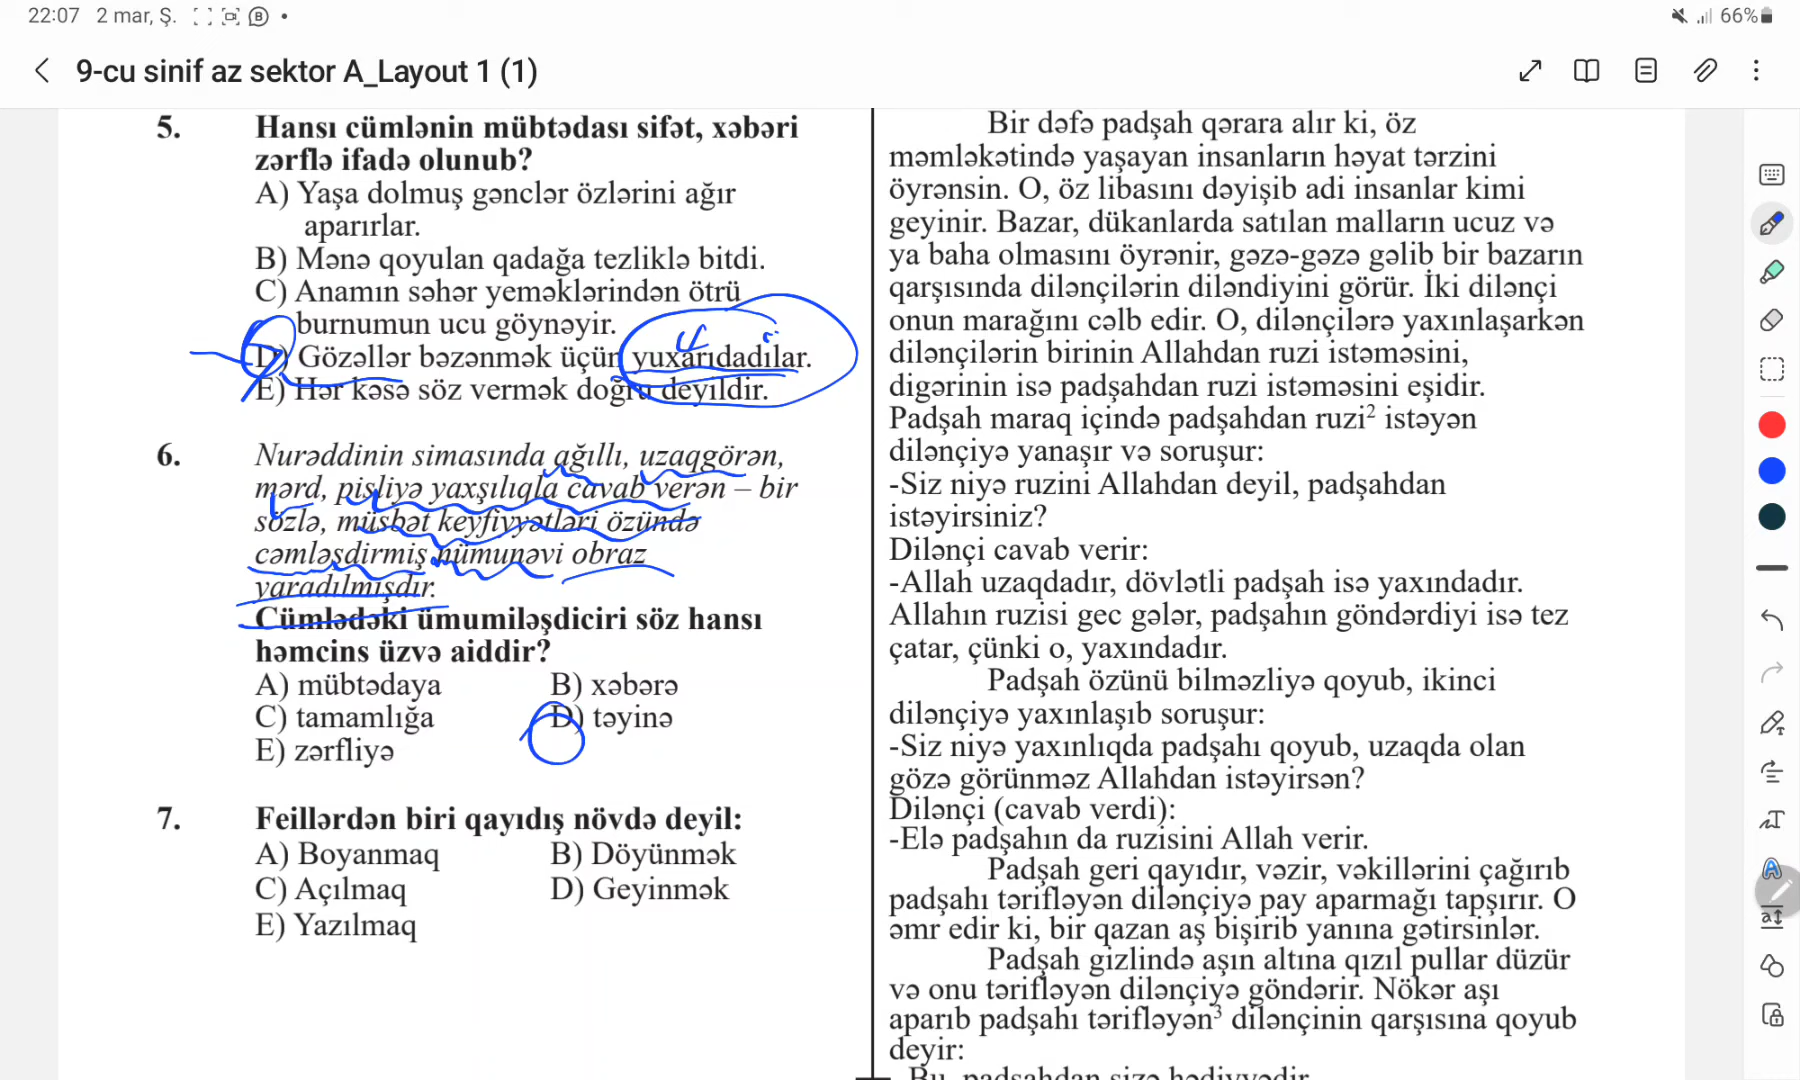 22:07 2 mar, Ş.
66%
9-cu sinif az sektor A_Layout 1 (1)
5. Hansı cümlənin mübtədası sifət, xəbəri
zərflə ifadə olunub?
A) Yaşa dolmuş gənclər özlərini ağır
aparırlar.
B) Mənə qoyulan qadağa tezliklə bitdi.
C) Anamın səhər yeməklərindən ötrü
burnumun ucu göynəyir.
D) Gözəllər bəzənmək üçün yuxarıdadılar.
E) Hər kəsə söz vermək doğru deyildir.
6. Nurəddinin simasında ağıllı, uzaqgörən,
mərd, pisliyə yaxşılıqla cavab verən – bir
sözlə, müsbət keyfiyyətləri özündə
cəmləşdirmiş nümunəvi obraz
yaradılmışdır.
Cümlədəki ümumiləşdiciri söz hansı
həmcins üzvə aiddir?
A) mübtədaya B) xəbərə
C) tamamlığa D) təyinə
E) zərfliyə
7. Feillərdən biri qayıdış növdə deyil:
A) Boyanmaq B) Döyünmək
C) Açılmaq D) Geyinmək
E) Yazılmaq
Bir dəfə padşah qərara alır ki, öz
məmləkətində yaşayan insanların həyat tərzini
öyrənsin. O, öz libasını dəyişib adi insanlar kimi
geyinir. Bazar, dükanlarda satılan malların ucuz və
ya baha olmasını öyrənir, gəzə-gəzə gəlib bir bazarın
qarşısında dilənçilərin diləndiyini görür. İki dilənçi
onun marağını cəlb edir. O, dilənçilərə yaxınlaşarkən
dilənçilərin birinin Allahdan ruzi istəməsini,
digərinin isə padşahdan ruzi istəməsini eşidir.
Padşah maraq içində padşahdan ruzi² istəyən
dilənçiyə yanaşır və soruşur:
-Siz niyə ruzini Allahdan deyil, padşahdan
istəyirsiniz?
Dilənçi cavab verir:
-Allah uzaqdadır, dövlətli padşah isə yaxındadır.
Allahın ruzisi gec gələr, padşahın göndərdiyi isə tez
çatar, çünki o, yaxındadır.
Padşah özünü bilməzliyə qoyub, ikinci
dilənçiyə yaxınlaşıb soruşur:
-Siz niyə yaxınlıqda padşahı qoyub, uzaqda olan
gözə görünməz Allahdan istəyirsən?
Dilənçi (cavab verdi):
-Elə padşahın da ruzisini Allah verir.
Padşah geri qayıdır, vəzir, vəkillərini çağırıb
padşahı tərifləyən dilənçiyə pay aparmağı tapşırır. O
əmr edir ki, bir qazan aş bişirib yanına gətirsinlər.
Padşah gizlində aşın altına qızıl pullar düzür
və onu tərifləyən dilənçiyə göndərir. Nökər aşı
aparıb padşahı tərifləyən³ dilənçinin qarşısına qoyub
deyir:
Bu, padşahdan sizə hədiyyədir